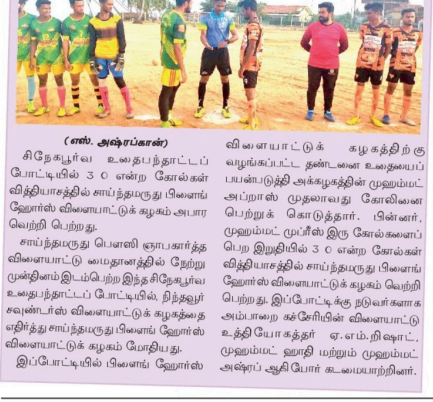 (எஸ். அஷ்ரப்கான்)
சிநேகபூர்வ உதைபந்தாட்டப்
போட்டியில் 3 0 என்ற கோல்கள்
வித்தியாசத்தில் சாய்ந்தமருது பிளைங்
ஹோர்ஸ் விளையாட்டுக் கழகம் அபார
வெற்றி பெற்றது.
சாய்ந்தமருது பௌஸி ஞாபகார்த்த
விளையாட்டு மைதானத்தில் நேற்று
முன்தினம் இடம்பெற்ற இந்த சிநேகபூர்வ
உதைபந்தாட்டப் போட்டியில், நிந்தவூர்
சவுண்டர்ஸ் விளையாட்டுக் கழகத்தை
எதிர்த்து சாய்ந்தமருது பிளைங் ஹோர்ஸ்
விளையாட்டுக் கழகம் மோதியது.
இப்போட்டியில் பிளைங் ஹோர்ஸ்
விளையாட்டுக் கழகத்திற்கு
வழங்கப்பட்ட தண்டனை உதையைப்
பயன்படுத்தி அக்கழகத்தின் முஹம்மட்
அப்றாஸ் முதலாவது கோலினை
பெற்றுக் கொடுத்தார். பின்னர்,
முஹம்மட் முப்ரீஸ் இரு கோல்களைப்
பெற இறுதியில் 3 0 என்ற கோல்கள்
வித்தியாசத்தில் சாய்ந்தமருது பிளைங்
ஹோர்ஸ் விளையாட்டுக் கழகம் வெற்றி
பெற்றது. இப்போட்டிக்கு நடுவர்களாக
அம்பாறை கச்சேரியின் விளையாட்டு
உத்தியோகத்தர் ஏ.எம்.றிஷாட்,
முஹம்மட் ஹாதி மற்றும் முஹம்மட்
அஷ்ரப் ஆகியோர் கடமையாற்றினர்.